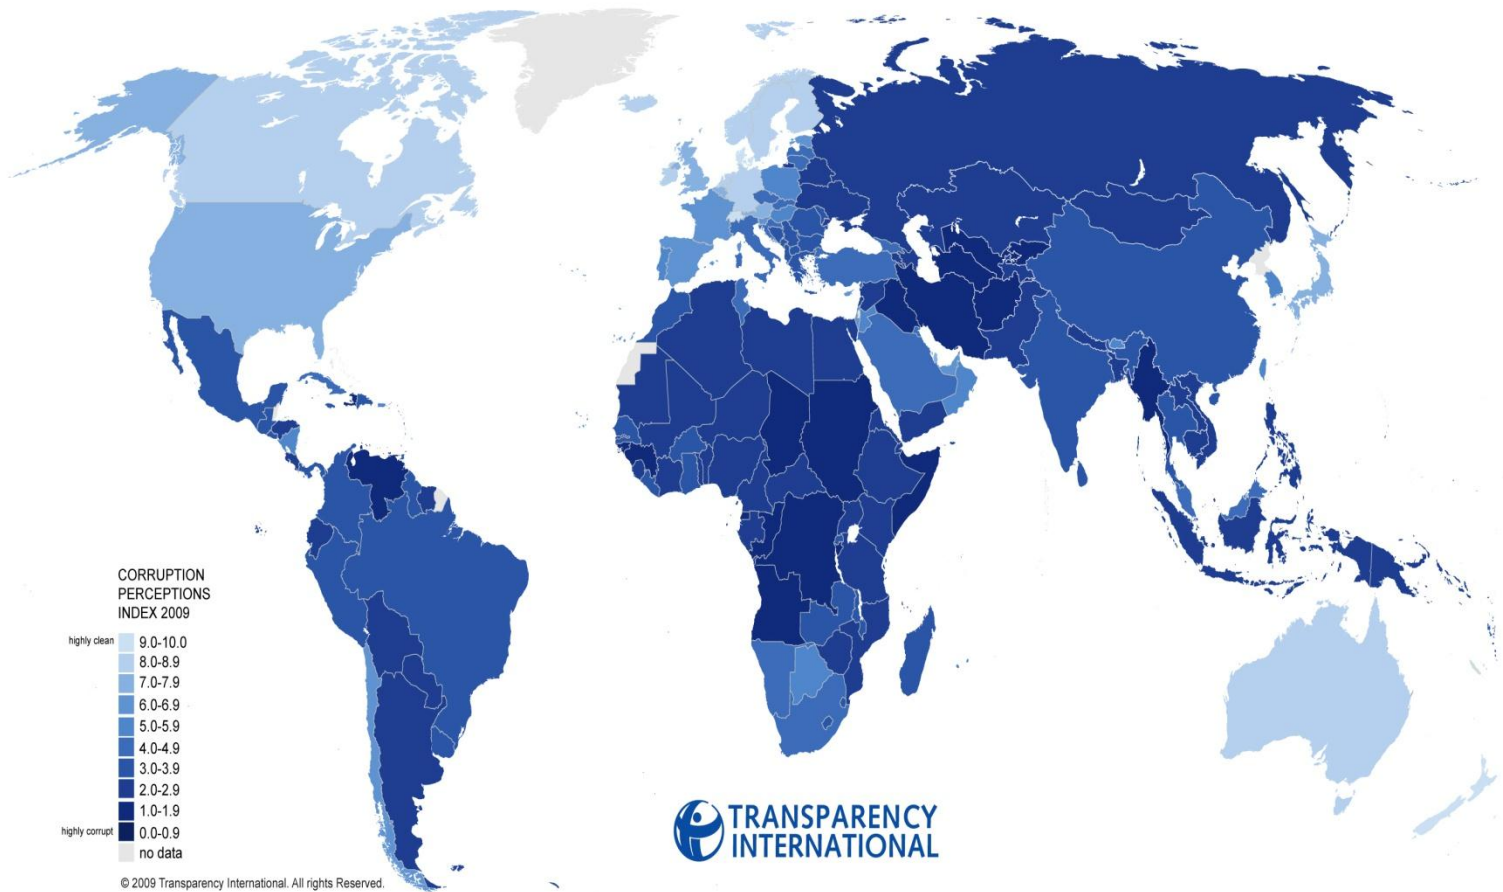 CORRUPTION
PERCEPTIONS
INDEX 2009
highly clean 9.0-10.0
8.0-8.9
7.0-7.9
6.0-6.9
5.0-5.9
4.0-4.9
3.0-3.9
2.0-2.9
1.0-1.9
highly corrupt 0.0-0.9
no data
© 2009 Transparency International. All rights Reserved.
TRANSPARENCY
INTERNATIONAL